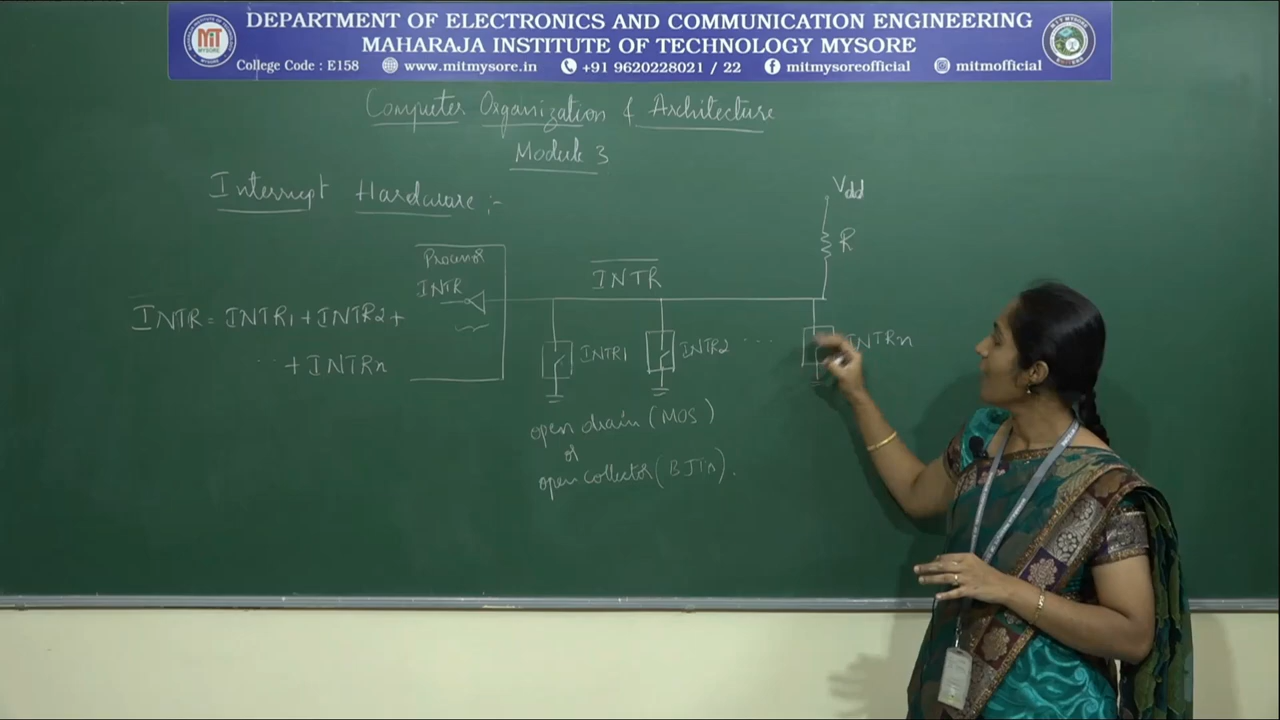 DEPARTMENT OF ELECTRONICS AND COMMUNICATION ENGINEERING
MAHARAJA INSTITUTE OF TECHNOLOGY MYSORE
College Code : E158 www.mitmysore.in +91 9620228021 / 22 mitmysoreofficial mitmofficial
MIT
MYSORE
Computer Organization & Architecture
Module 3
Interrupt Hardware :-
Vdd
R
Processor
INTR
INTR
INTR = INTR1 + INTR2 +
... + INTRn
INTR1
INTR2 ...
INTRn
open drain (MOS)
or
open collector